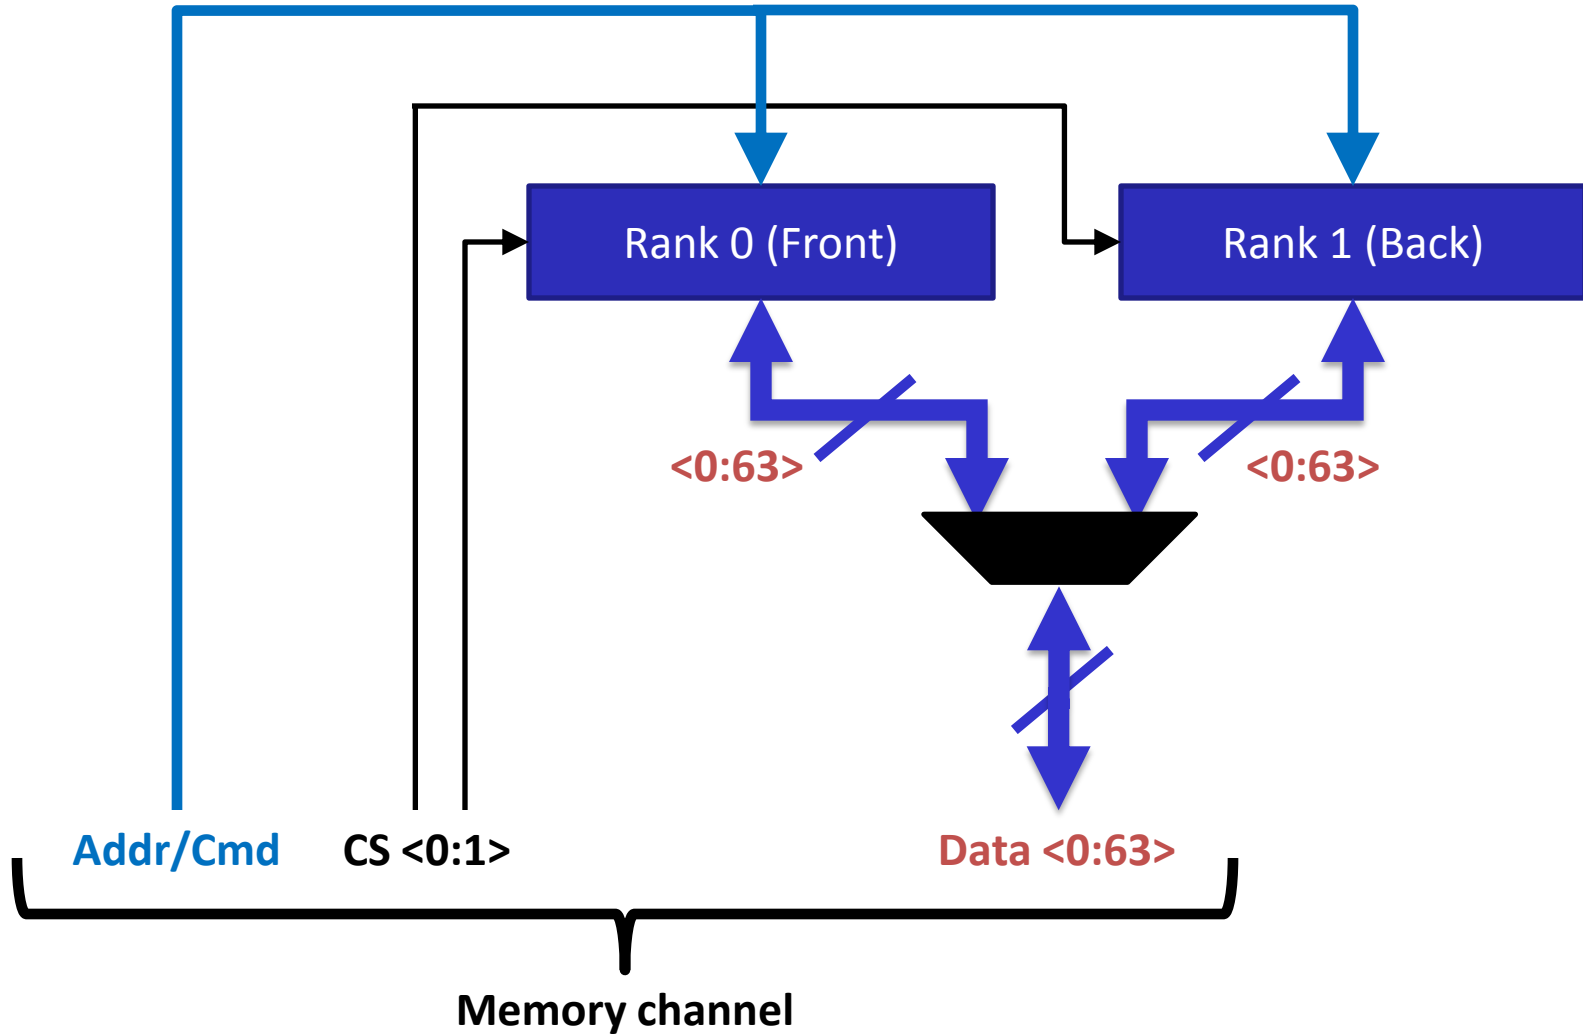 Rank 0 (Front)
Rank 1 (Back)
<0:63>
<0:63>
Addr/Cmd
CS <0:1>
Data <0:63>
Memory channel